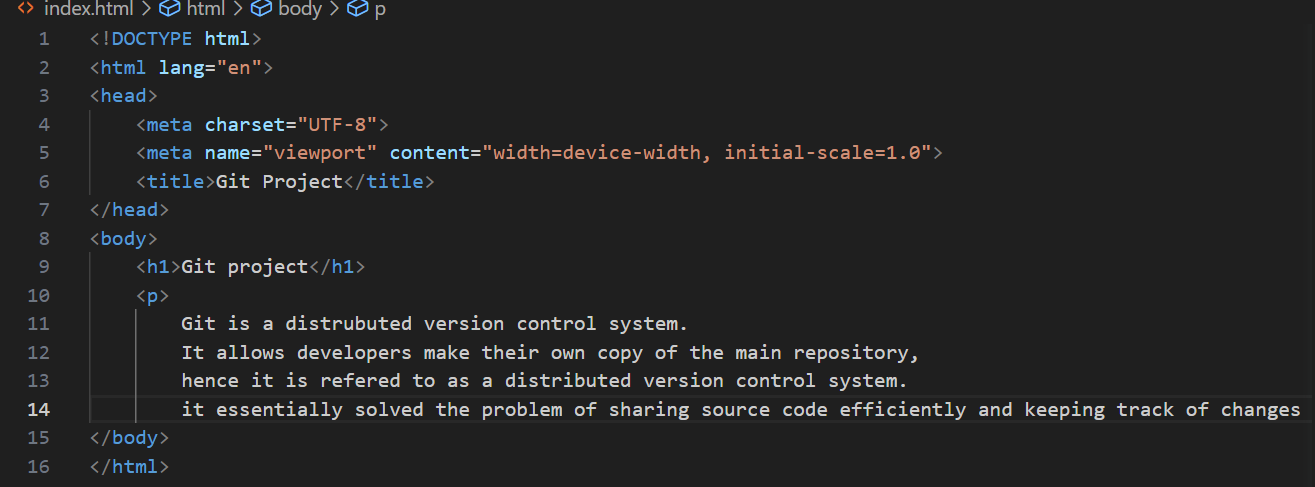 <> index.html > html > body > p
1 <!DOCTYPE html>
2 <html lang="en">
3 <head>
4     <meta charset="UTF-8">
5     <meta name="viewport" content="width=device-width, initial-scale=1.0">
6     <title>Git Project</title>
7 </head>
8 <body>
9     <h1>Git project</h1>
10     <p>
11         Git is a distrubuted version control system.
12         It allows developers make their own copy of the main repository,
13         hence it is refered to as a distributed version control system.
14         it essentially solved the problem of sharing source code efficiently and keeping track of changes
15 </body>
16 </html>